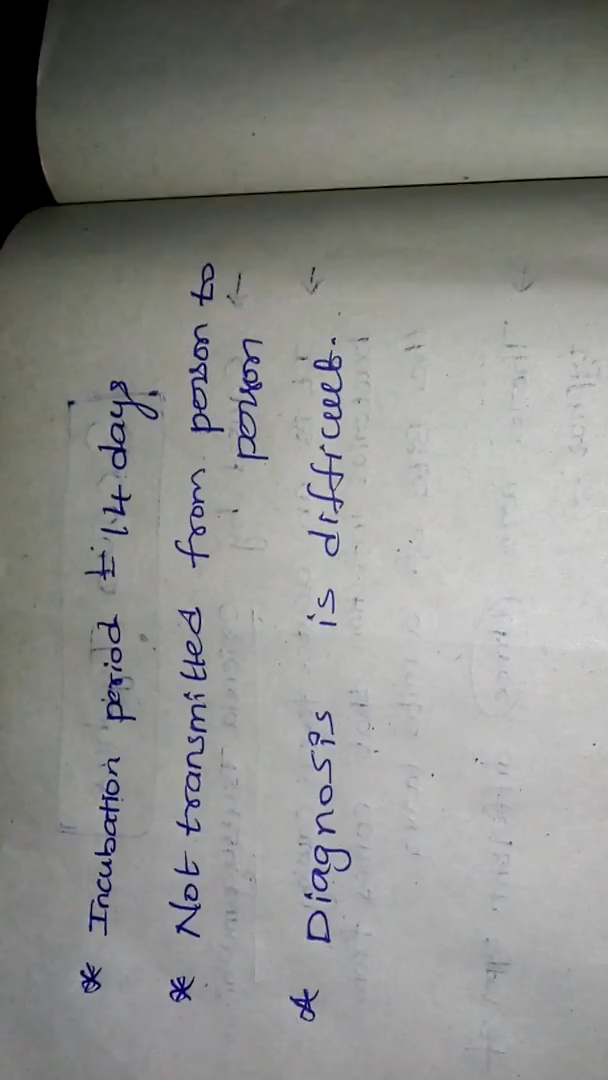 * Incubation period ± 14 days
* Not transmitted from person to
person
* Diagnosis is difficult.